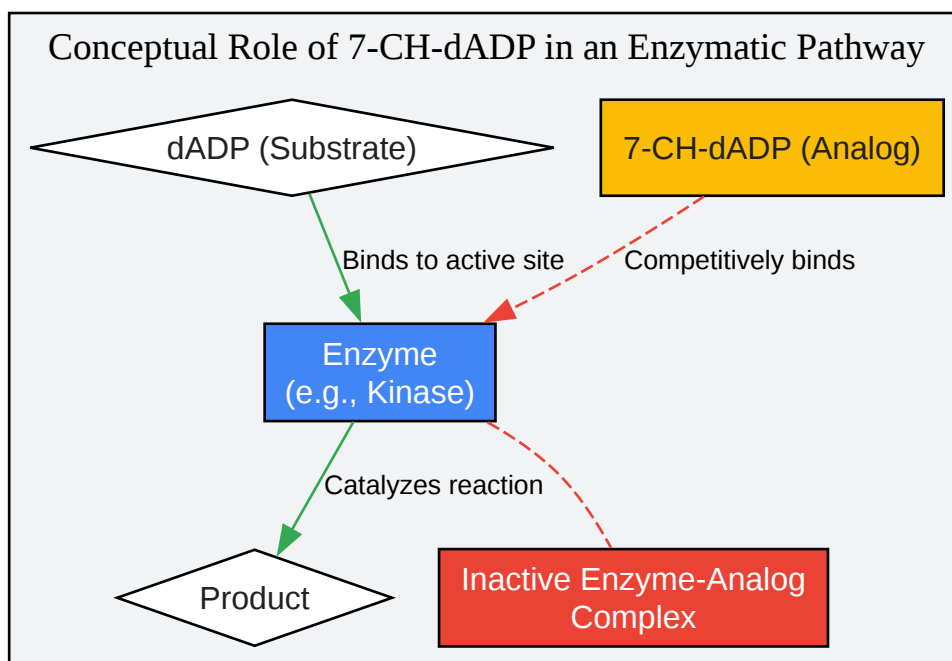 Conceptual Role of 7-CH-dADP in an Enzymatic Pathway
dADP (Substrate)
7-CH-dADP (Analog)
Binds to active site
Competitively binds
Enzyme
(e.g., Kinase)
Catalyzes reaction
Product
Inactive Enzyme-Analog
Complex